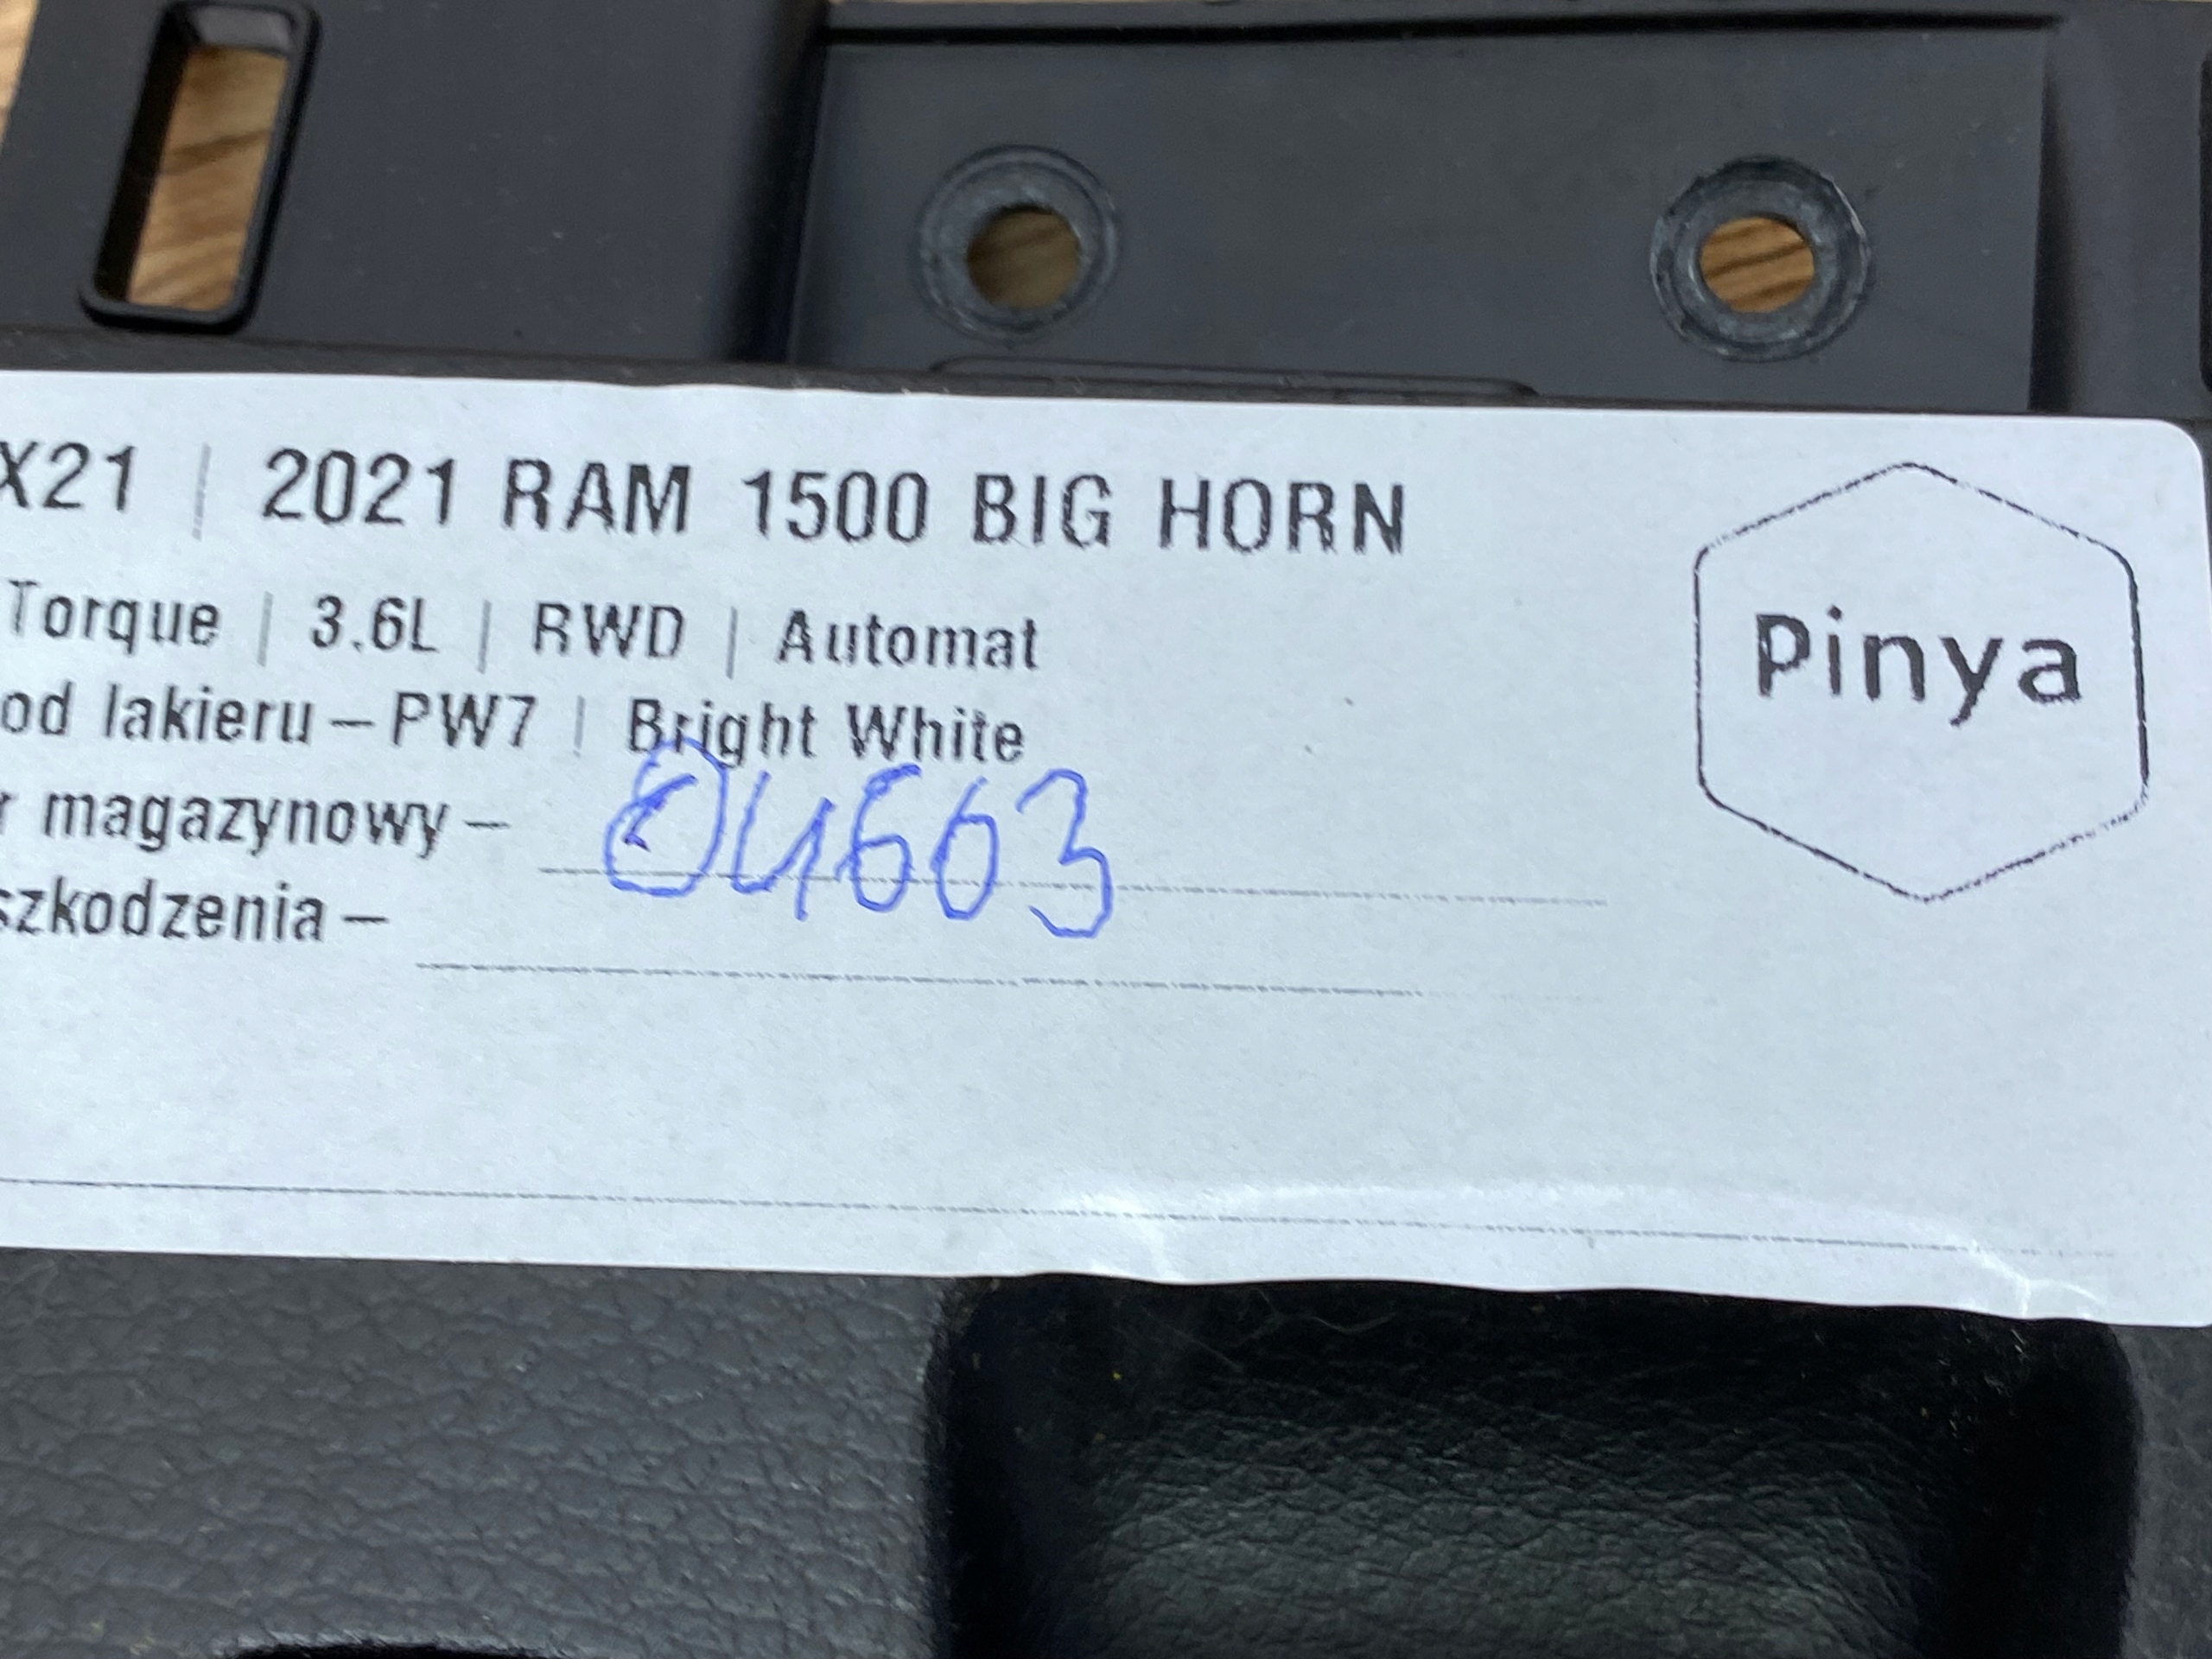 X21 | 2021 RAM 1500 BIG HORN
Torque | 3.6L | RWD | Automat
od lakieru – PW7 | Bright White
r magazynowy – 04663
szkodzenia –
Pinya